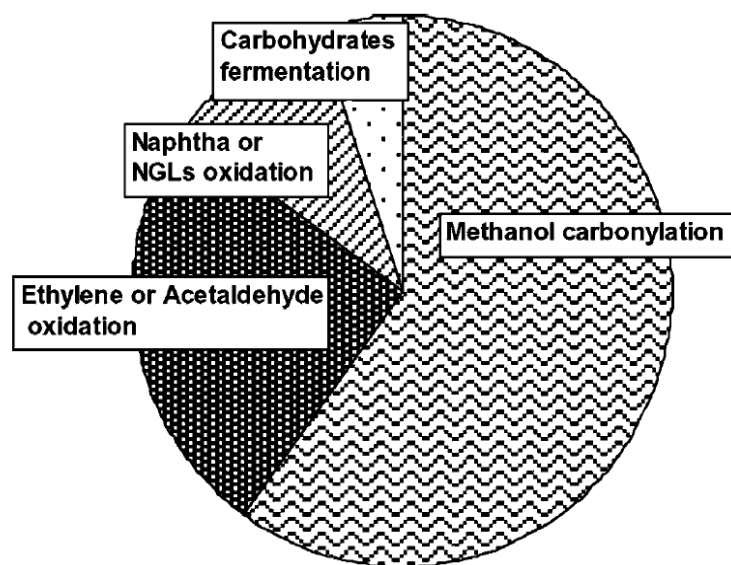 Carbohydrates
fermentation
Naphtha or
NGLs oxidation
Methanol carbonylation
Ethylene or Acetaldehyde
oxidation